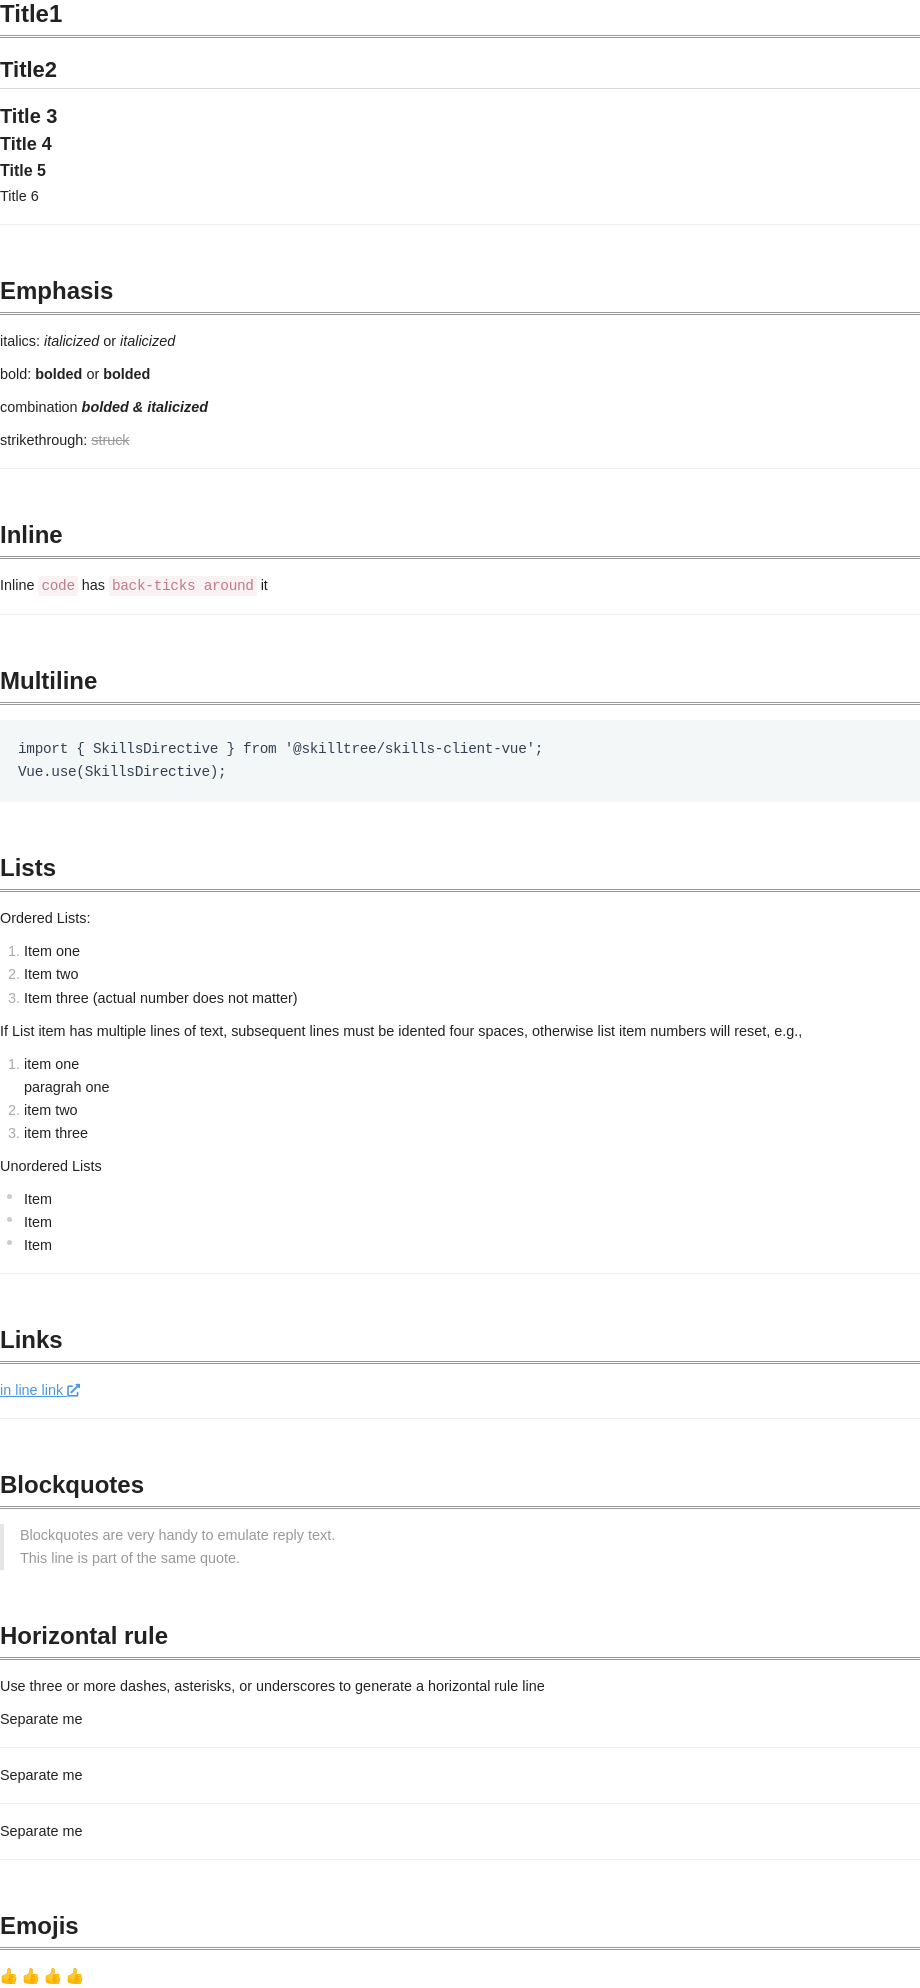 Title1
Title2
Title 3
Title 4
Title 5
Title 6
Emphasis
italics: italicized or italicized
bold: bolded or bolded
combination bolded & italicized
strikethrough: struck
Inline
Inline code has back-ticks around it
Multiline
import { SkillsDirective } from '@skilltree/skills-client-vue';
Vue.use(SkillsDirective);
Lists
Ordered Lists:
1. Item one
2. Item two
3. Item three (actual number does not matter)
If List item has multiple lines of text, subsequent lines must be idented four spaces, otherwise list item numbers will reset, e.g.,
1. item one
paragrah one
2. item two
3. item three
Unordered Lists
• Item
• Item
• Item
Links
in line link
Blockquotes
Blockquotes are very handy to emulate reply text.
This line is part of the same quote.
Horizontal rule
Use three or more dashes, asterisks, or underscores to generate a horizontal rule line
Separate me
Separate me
Separate me
Emojis
👍 👍 👍 👍